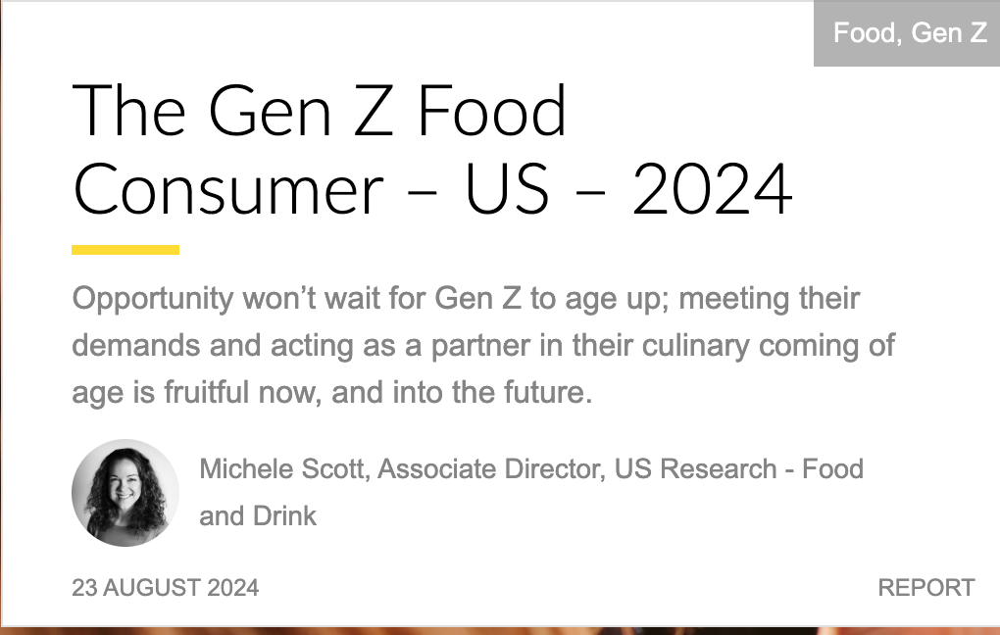 Food, Gen Z
The Gen Z Food
Consumer – US – 2024
Opportunity won’t wait for Gen Z to age up; meeting their
demands and acting as a partner in their culinary coming of
age is fruitful now, and into the future.
Michele Scott, Associate Director, US Research - Food
and Drink
23 AUGUST 2024
REPORT